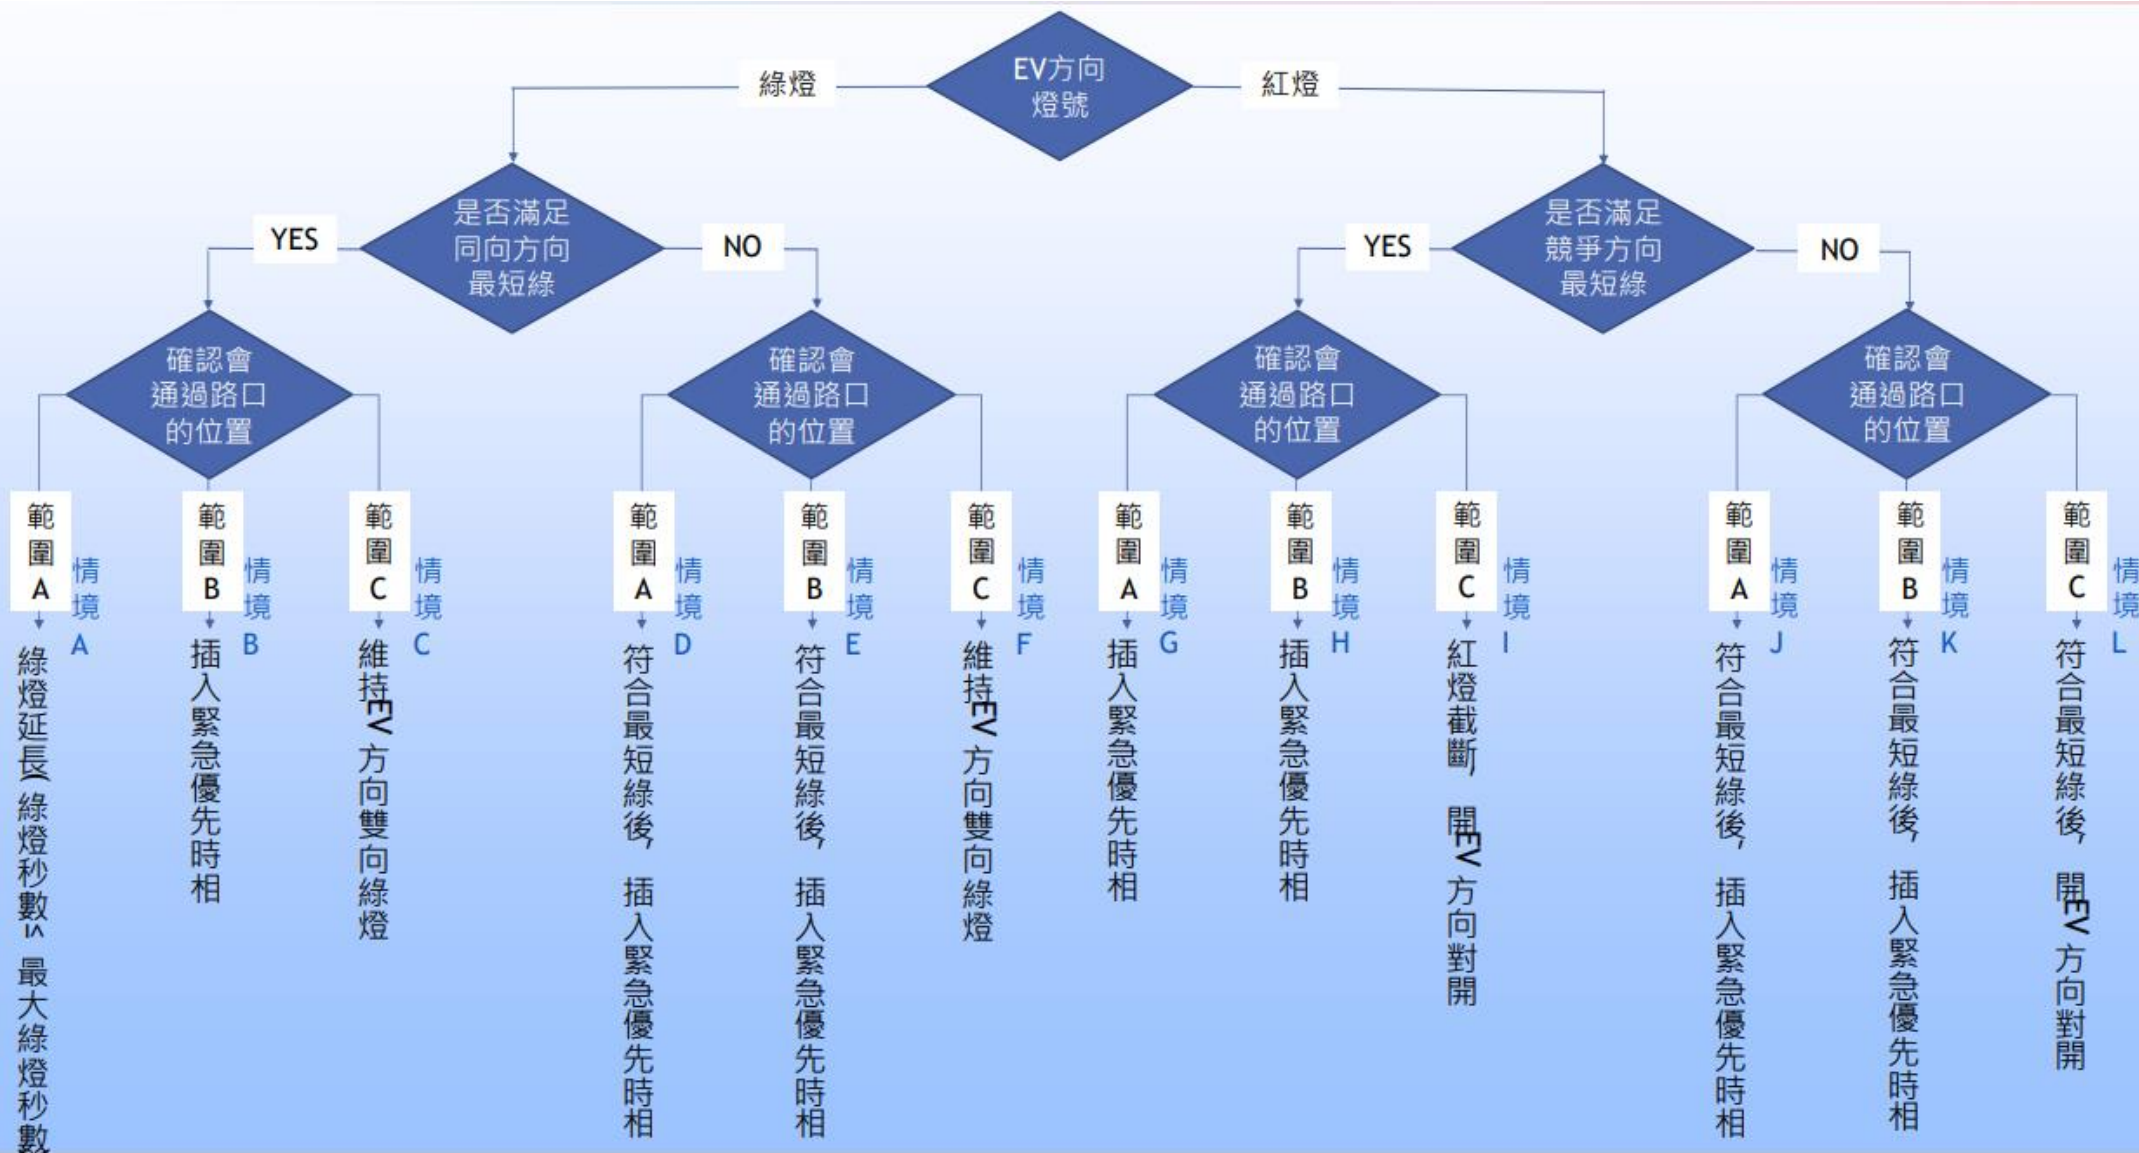 EV方向
燈號
綠燈
紅燈
是否滿足
同向方向
最短綠
是否滿足
競爭方向
最短綠
YES
NO
YES
NO
確認會
通過路口
的位置
確認會
通過路口
的位置
確認會
通過路口
的位置
確認會
通過路口
的位置
範圍A
情境A
範圍B
情境B
範圍C
情境C
範圍A
情境D
範圍B
情境E
範圍C
情境F
範圍A
情境G
範圍B
情境H
範圍C
情境I
範圍A
情境J
範圍B
情境K
範圍C
情境L
綠燈延長(綠燈秒數≤最大綠燈秒數
插入緊急優先時相
維持EV方向雙向綠燈
符合最短綠後,插入緊急優先時相
符合最短綠後,插入緊急優先時相
維持EV方向雙向綠燈
插入緊急優先時相
插入緊急優先時相
紅燈截斷,開EV方向對開
符合最短綠後,插入緊急優先時相
符合最短綠後,插入緊急優先時相
符合最短綠後,開EV方向對開